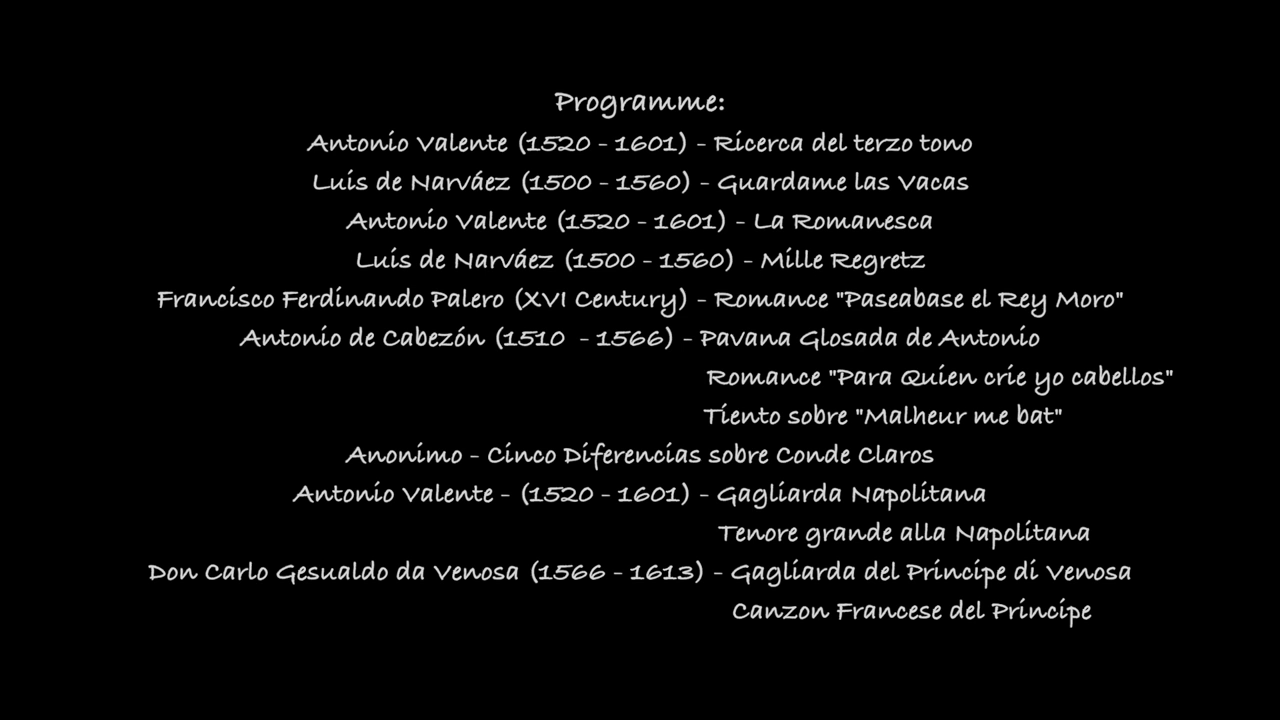 Programme:
Antonio Valente (1520 - 1601) - Ricerca del terzo tono
Luis de Narváez (1500 - 1560) - Guardame las Vacas
Antonio Valente (1520 - 1601) - La Romanesca
Luis de Narváez (1500 - 1560) - Mille Regretz
Francisco Ferdinando Palero (XVI Century) - Romance "Paseabase el Rey Moro"
Antonio de Cabezón (1510 - 1566) - Pavana Glosada de Antonio
Romance "Para Quien crie yo cabellos"
Tiento sobre "Malheur me bat"
Anonimo - Cinco Diferencias sobre Conde Claros
Antonio Valente - (1520 - 1601) - Gagliarda Napolitana
Tenore grande alla Napolitana
Don Carlo Gesualdo da Venosa (1566 - 1613) - Gagliarda del Principe di Venosa
Canzon Francese del Principe